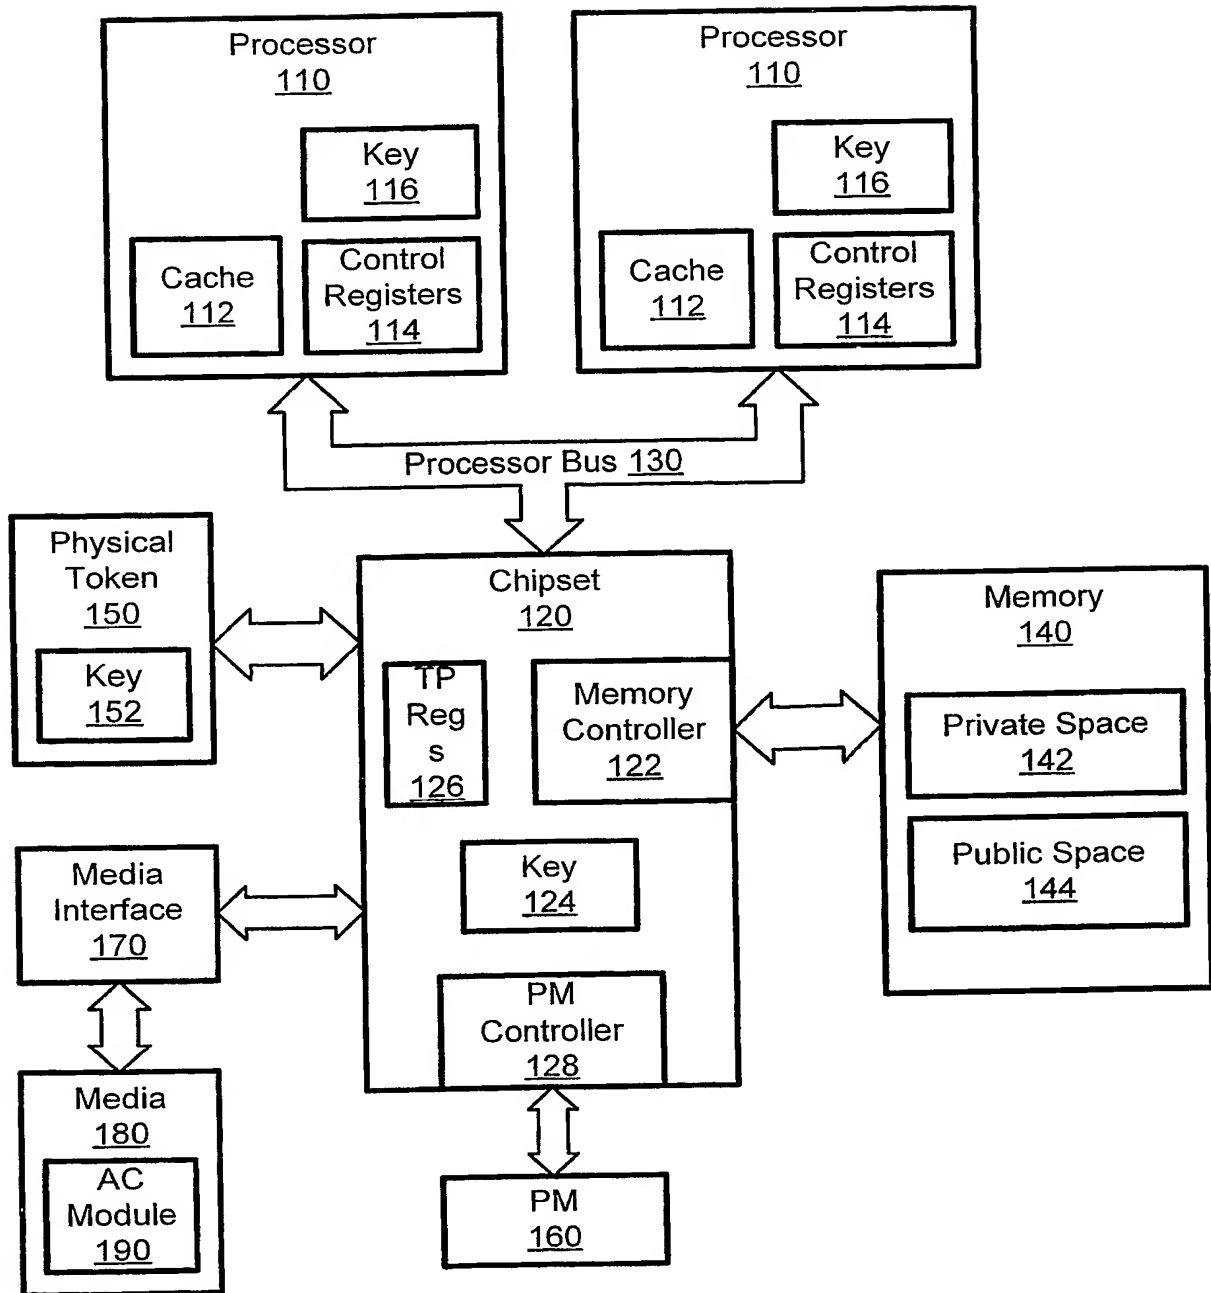 Processor
110
Key
116
Cache
112
Control
Registers
114
Processor
110
Key
116
Cache
112
Control
Registers
114
Processor Bus 130
Physical
Token
150
Key
152
Chipset
120
TP
Reg
s
126
Memory
Controller
122
Key
124
PM
Controller
128
Memory
140
Private Space
142
Public Space
144
Media
Interface
170
Media
180
AC
Module
190
PM
160